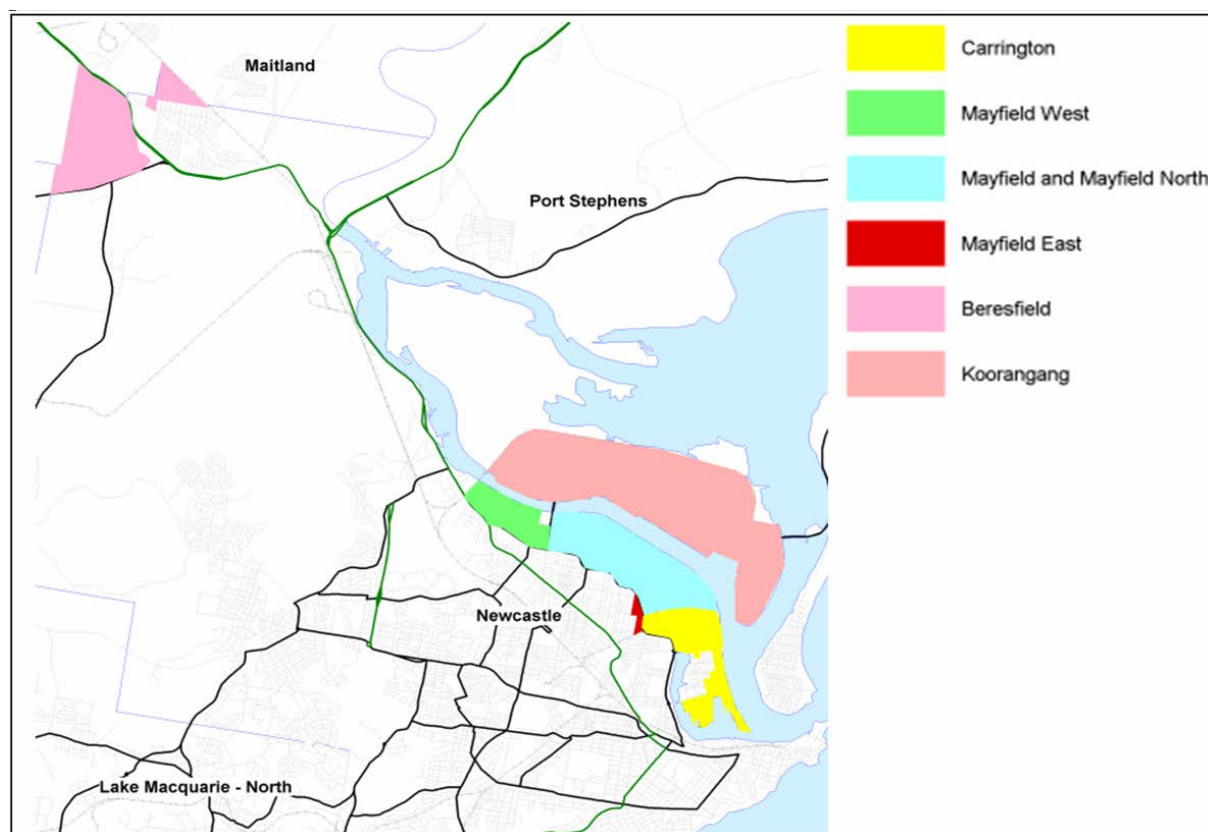 Maitland
Port Stephens
Newcastle
Lake Macquarie - North
Carrington
Mayfield West
Mayfield and Mayfield North
Mayfield East
Beresfield
Koorangang